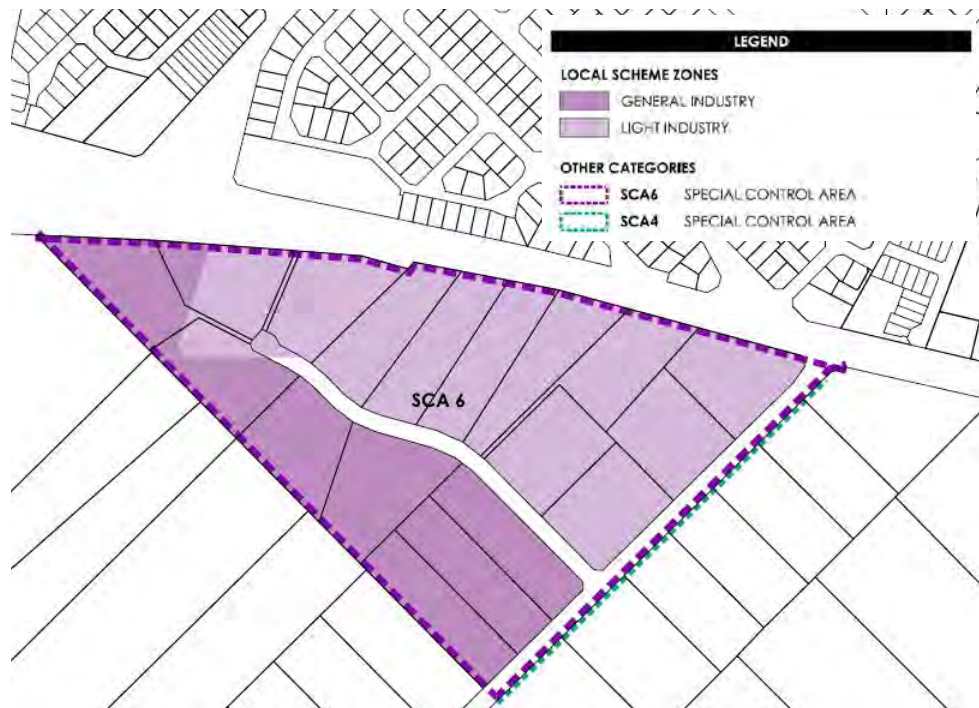 LEGEND
LOCAL SCHEME ZONES
GENERAL INDUSTRY
LIGHT INDUSTRY
OTHER CATEGORIES
SCA6 SPECIAL CONTROL AREA
SCA4 SPECIAL CONTROL AREA
SCA 6